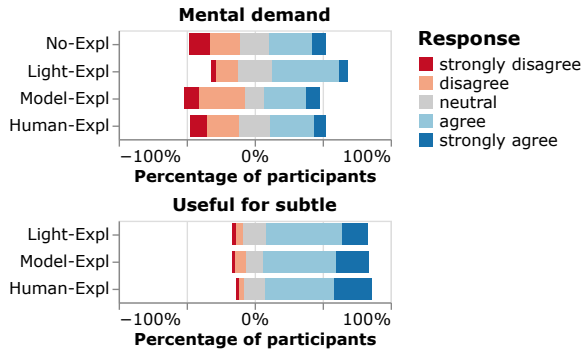 Mental demand
No-Expl
Light-Expl
Model-Expl
Human-Expl
−100% 0% 100%
Percentage of participants
Response
strongly disagree
disagree
neutral
agree
strongly agree
Useful for subtle
Light-Expl
Model-Expl
Human-Expl
−100% 0% 100%
Percentage of participants